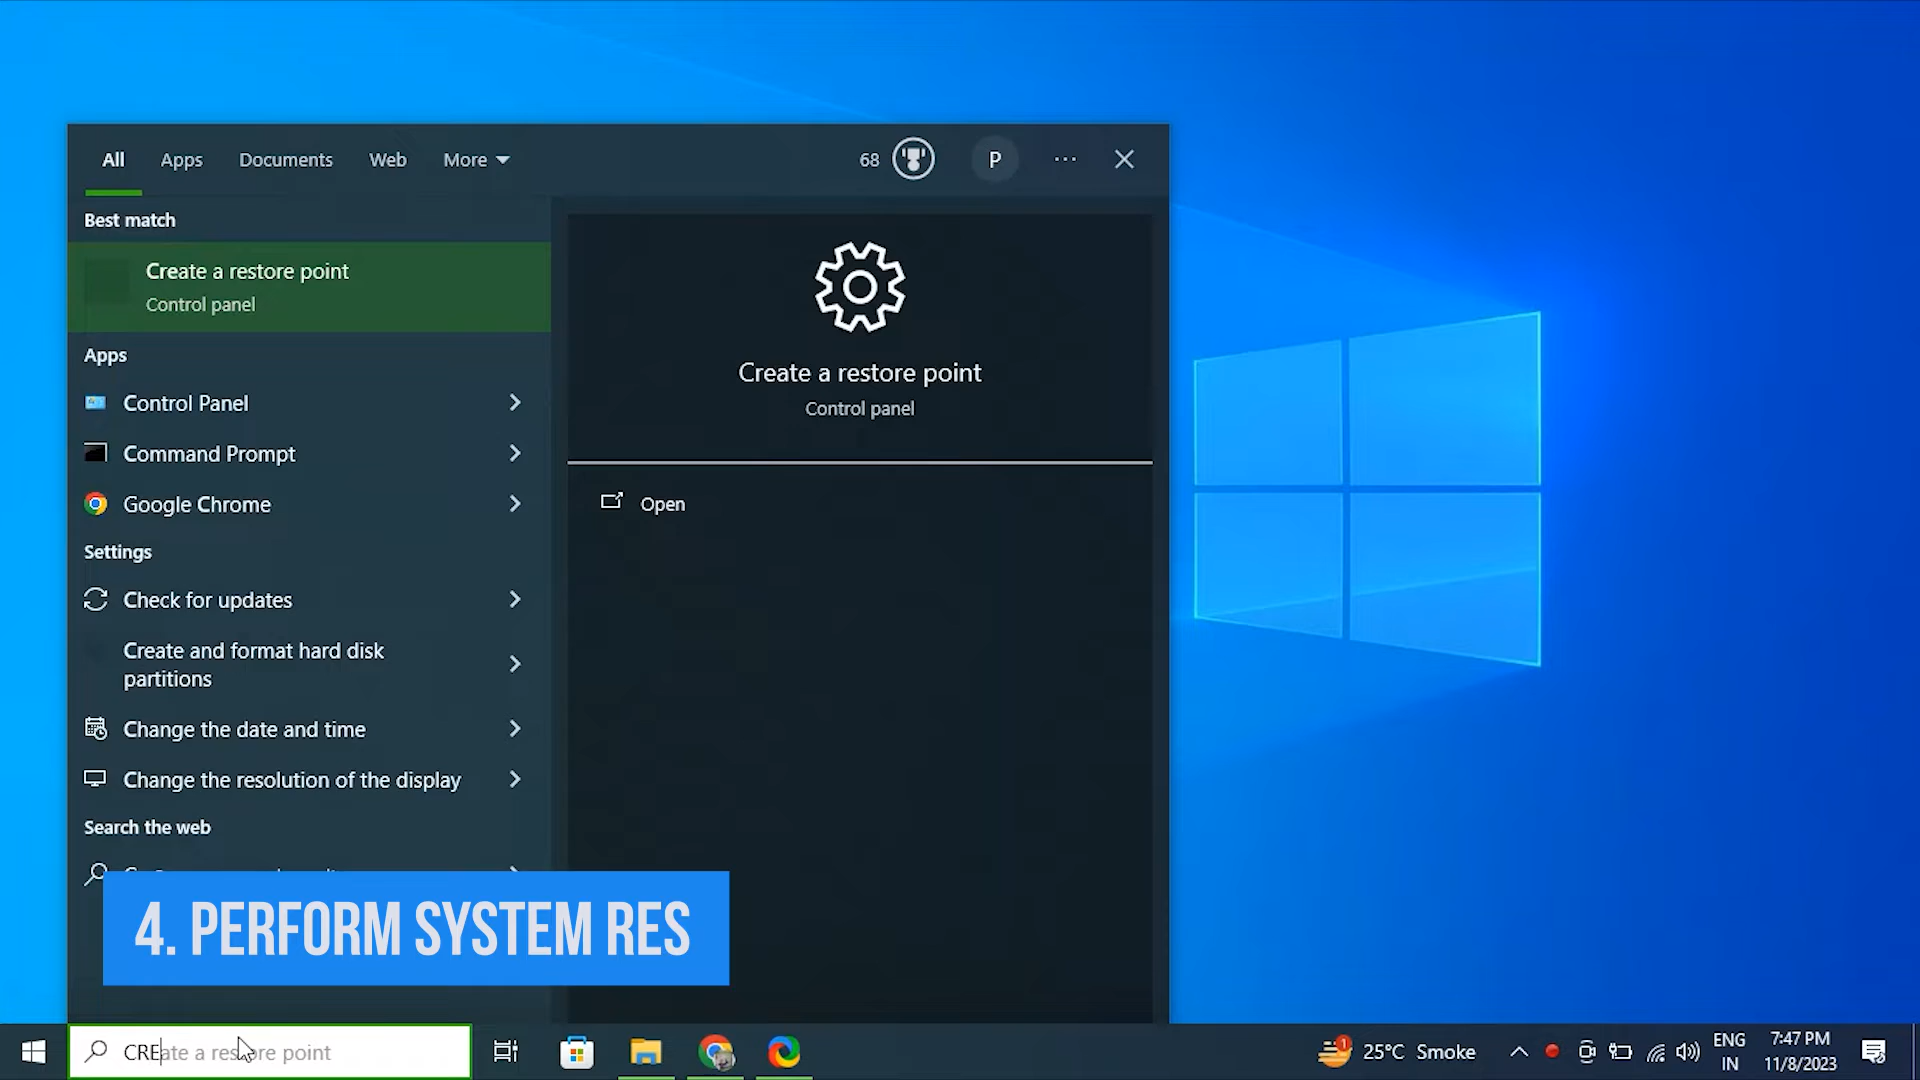 All Apps Documents Web More 68 P
Best match
Create a restore point
Control panel
Apps
Control Panel
Command Prompt
Google Chrome
Settings
Check for updates
Create and format hard disk
partitions
Change the date and time
Change the resolution of the display
Search the web
Create a restore point
Control panel
Open
4. PERFORM SYSTEM RES
CREate a restore point
1
25°C Smoke
ENG
IN
7:47 PM
11/8/2023